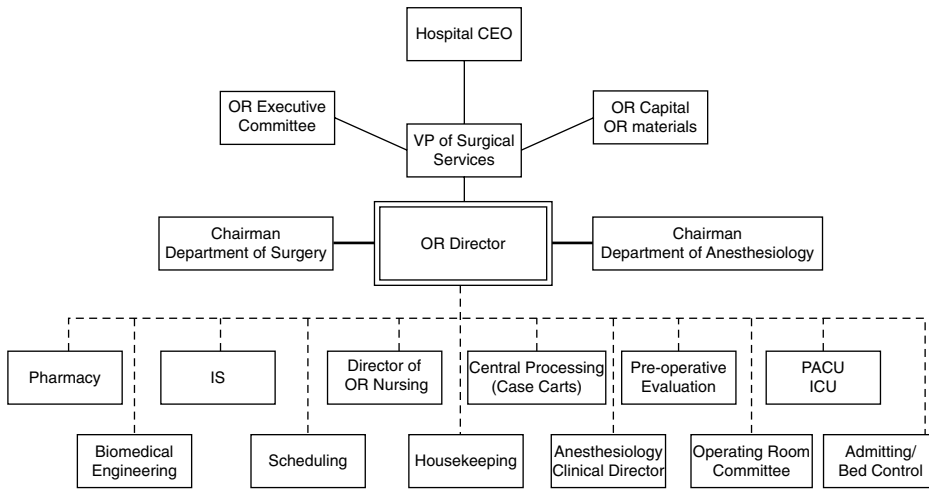 Hospital CEO
OR Executive
Committee
OR Capital
OR materials
VP of Surgical
Services
Chairman
Department of Surgery
OR Director
Chairman
Department of Anesthesiology
Pharmacy
IS
Director of
OR Nursing
Central Processing
(Case Carts)
Pre-operative
Evaluation
PACU
ICU
Biomedical
Engineering
Scheduling
Housekeeping
Anesthesiology
Clinical Director
Operating Room
Committee
Admitting/
Bed Control